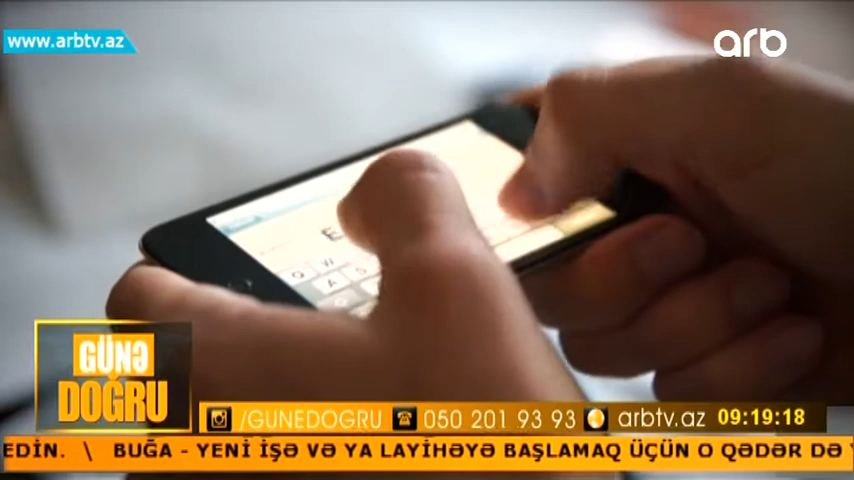 www.arbtv.az
arb
E
Q W
A S
GÜNƏ
DOĞRU
/GUNEDOGRU 050 201 93 93 arbtv.az 09:19:18
EDİN. \ BUĞA - YENİ İŞƏ VƏ YA LAYİHƏYƏ BAŞLAMAQ ÜÇÜN O QƏDƏR DƏ